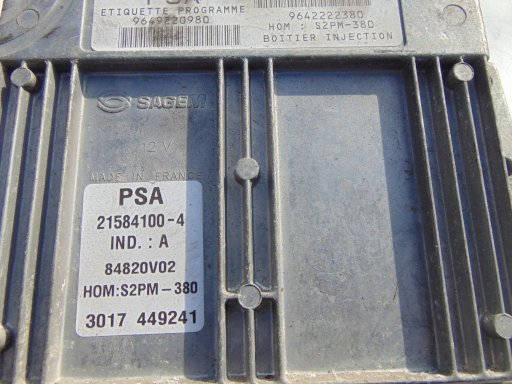 PSA
ETIQUETTE PROGRAMME
9649220980
9642222380
HOM : S2PM-380
BOITIER INJECTION
SAGEM
12 V
MADE IN FRANCE
PSA
21584100-4
IND. : A
84820V02
HOM:S2PM-380
3017 449241